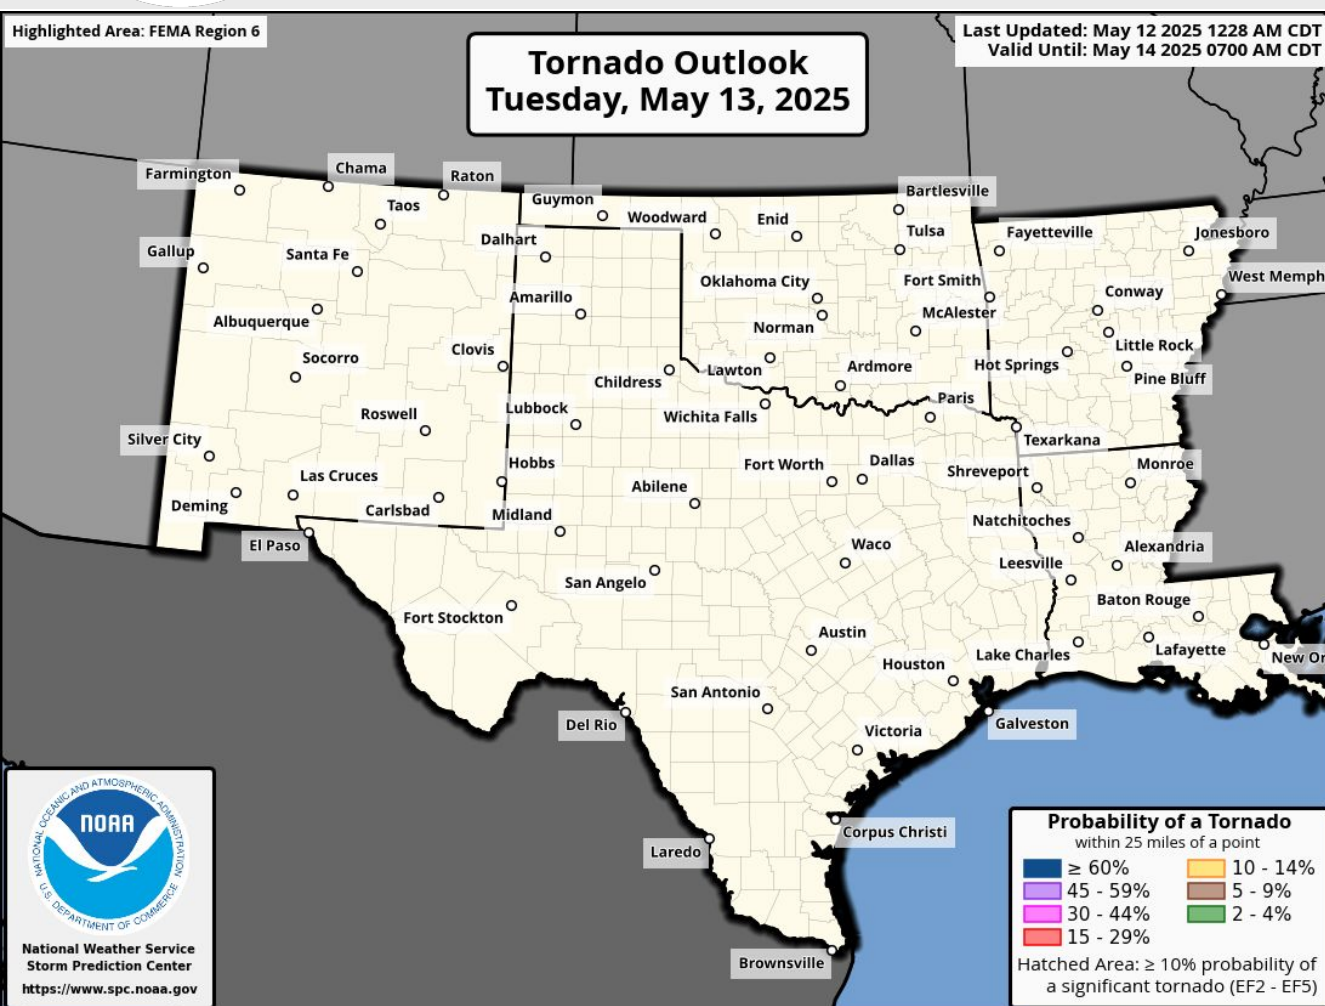 Highlighted Area: FEMA Region 6
Last Updated: May 12 2025 1228 AM CDT
Valid Until: May 14 2025 0700 AM CDT
Tornado Outlook
Tuesday, May 13, 2025
Farmington
Chama
Raton
Guymon
Bartlesville
Taos
Woodward
Enid
Tulsa
Fayetteville
Jonesboro
Gallup
Santa Fe
Dalhart
Oklahoma City
Fort Smith
Conway
West Memph
Albuquerque
Amarillo
Norman
McAlester
Little Rock
Socorro
Clovis
Childress
Lawton
Ardmore
Hot Springs
Pine Bluff
Roswell
Lubbock
Wichita Falls
Paris
Texarkana
Silver City
Las Cruces
Hobbs
Fort Worth
Dallas
Shreveport
Monroe
Deming
Carlsbad
Midland
Abilene
Natchitoches
Alexandria
El Paso
San Angelo
Waco
Leesville
Baton Rouge
Fort Stockton
Austin
Houston
Lake Charles
Lafayette
New Or
Del Rio
San Antonio
Victoria
Galveston
Laredo
Corpus Christi
Brownsville
NATIONAL OCEANIC AND ATMOSPHERIC ADMINISTRATION
NOAA
U.S. DEPARTMENT OF COMMERCE
National Weather Service
Storm Prediction Center
https://www.spc.noaa.gov
Probability of a Tornado
within 25 miles of a point
≥ 60%
10 - 14%
45 - 59%
5 - 9%
30 - 44%
2 - 4%
15 - 29%
Hatched Area: ≥ 10% probability of
a significant tornado (EF2 - EF5)